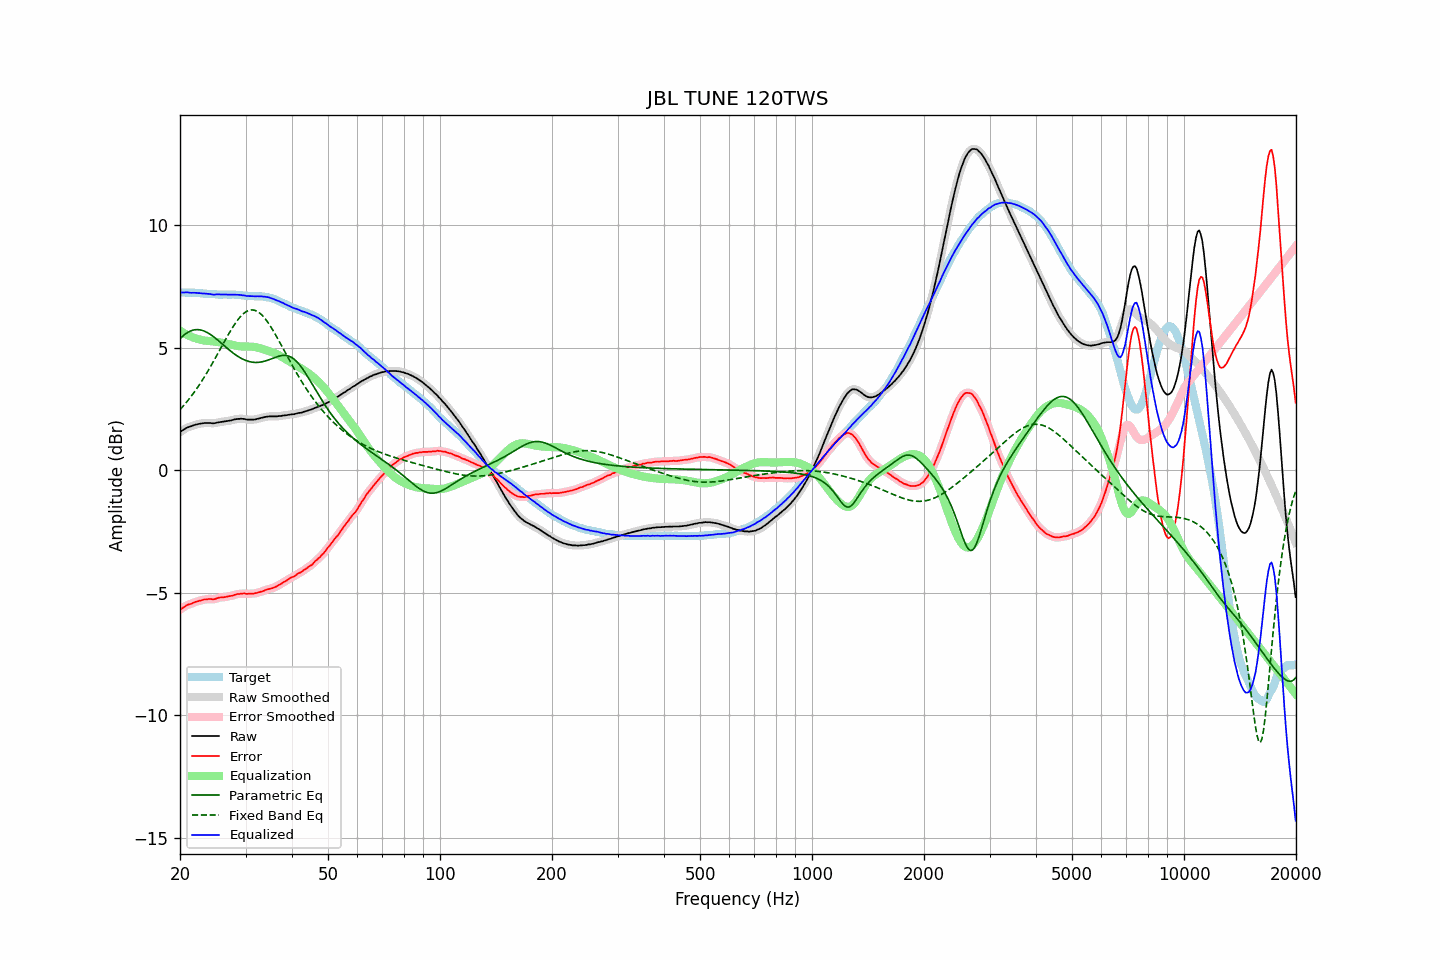 JBL TUNE 120TWS
Amplitude (dBr)
10
5
0
−5
−10
−15
Target
Raw Smoothed
Error Smoothed
Raw
Error
Equalization
Parametric Eq
Fixed Band Eq
Equalized
20
50
100
200
500
1000
2000
5000
10000
20000
Frequency (Hz)